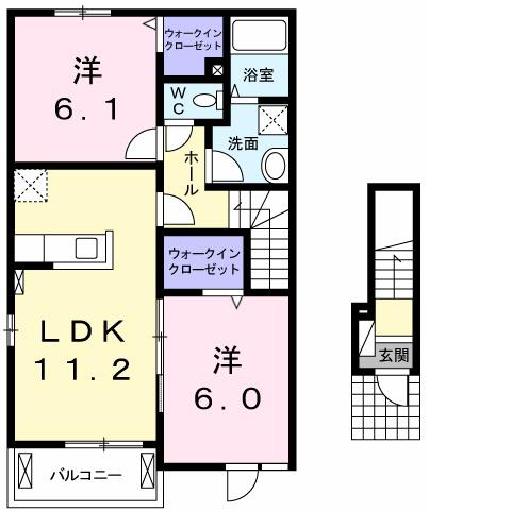 ウォークイン
クローゼット
洋
6.1
浴室
WC
洗面
ホール
ウォークイン
クローゼット
LDK
11.2
洋
6.0
玄関
バルコニー